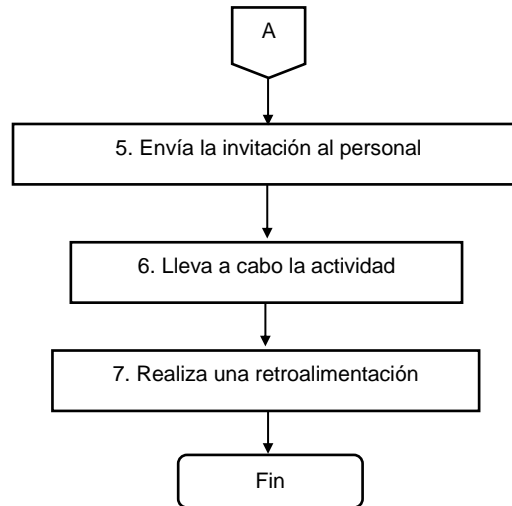 A
5. Envía la invitación al personal
6. Lleva a cabo la actividad
7. Realiza una retroalimentación
Fin